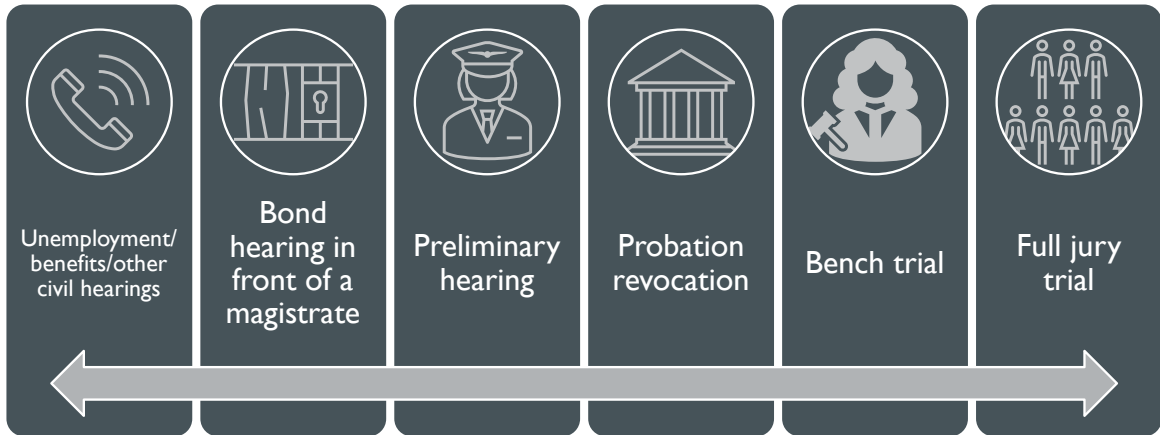 Unemployment/
benefits/other
civil hearings
Bond
hearing in
front of a
magistrate
Preliminary
hearing
Probation
revocation
Bench trial
Full jury
trial